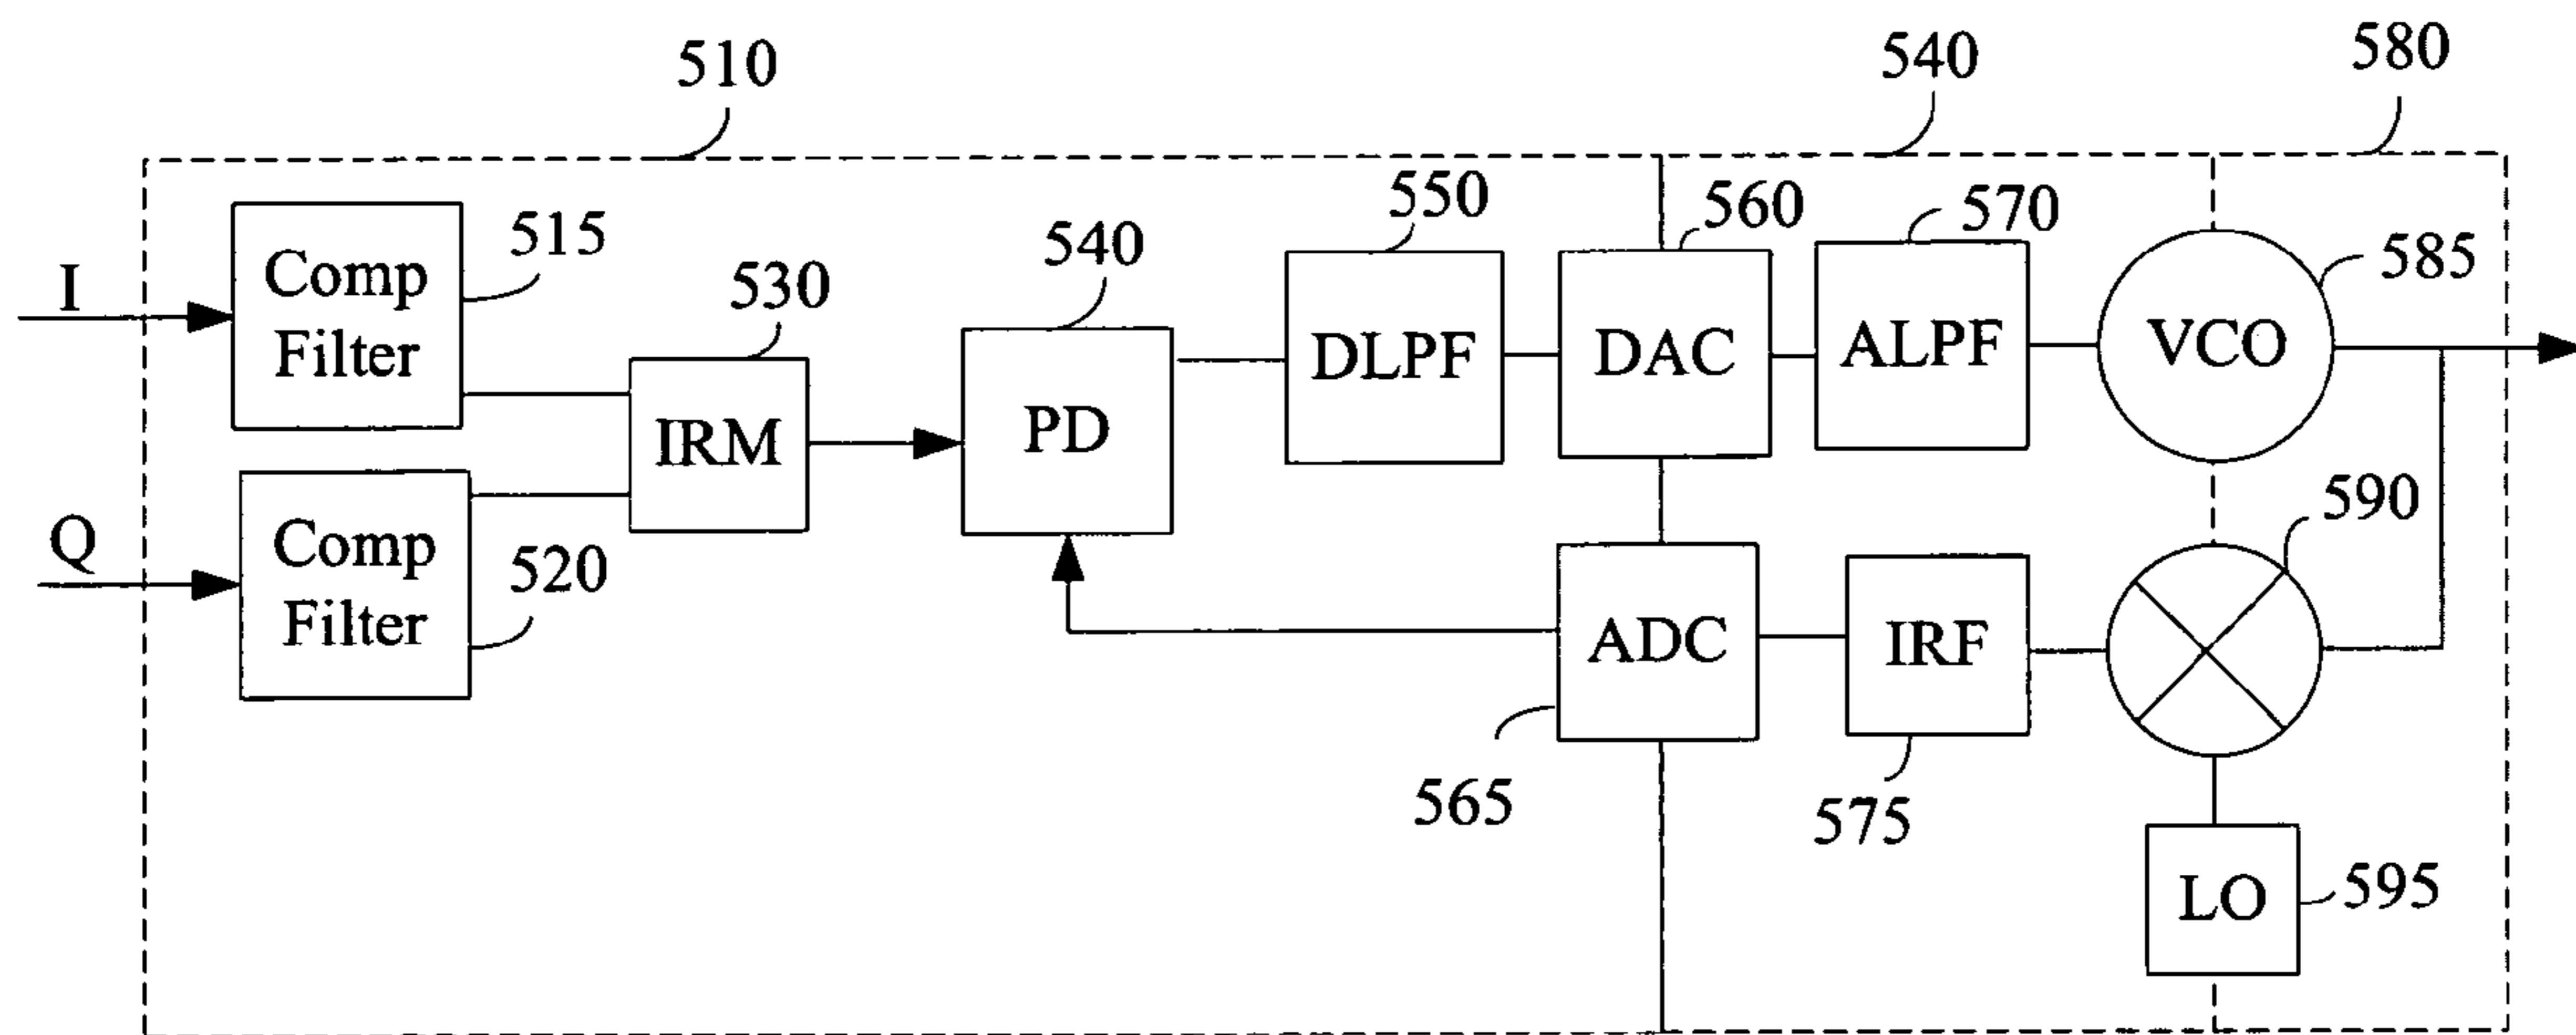 510
540
580
I
Comp
Filter
515
530
540
550
560
570
585
IRM
PD
DLPF
DAC
ALPF
VCO
Q
Comp
Filter
520
590
ADC
IRF
565
575
LO
595